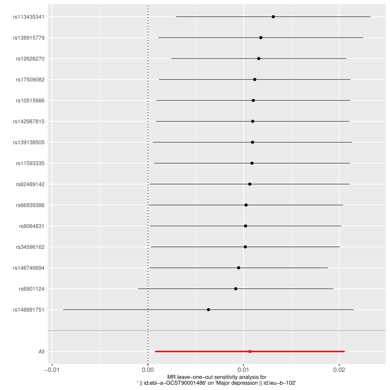 rs113435341
rs138915779
rs12626270
rs17509082
rs10515986
rs142987815
rs139138505
rs11593335
rs62489142
rs66939386
rs8064831
rs34596162
rs146746694
rs6901124
rs148991751
All
−0.01 0.00 0.01 0.02
MR leave−one−out sensitivity analysis for
' || id:ebi−a−GCST90001486' on 'Major depression || id:ieu−b−102'